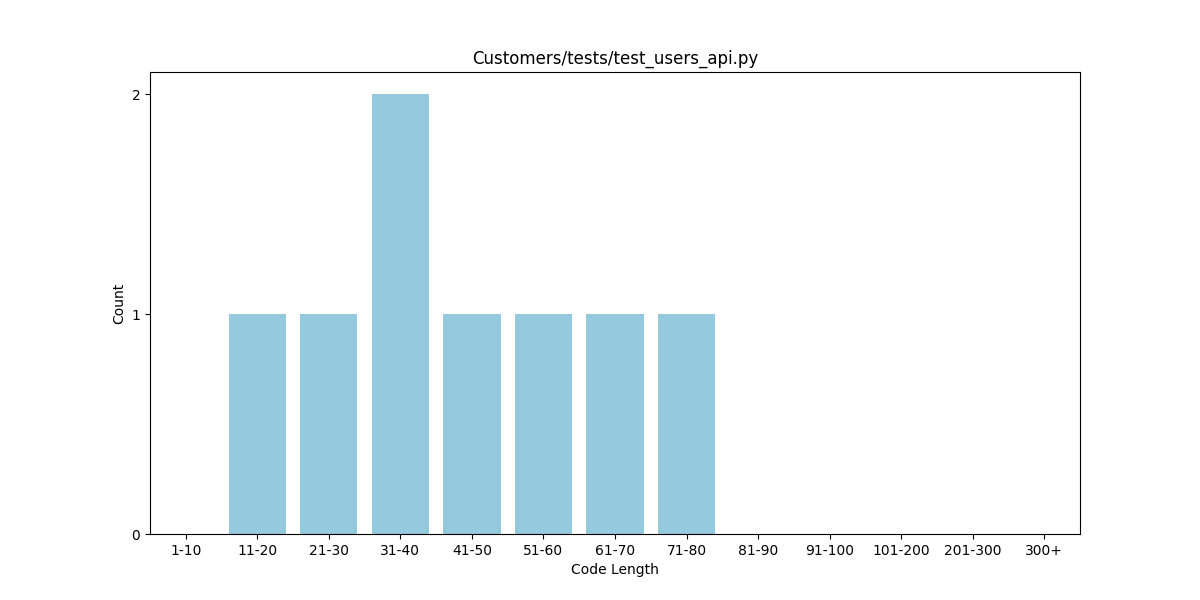 Customers/tests/test_users_api.py
2
1
0
Count
1-10 11-20 21-30 31-40 41-50 51-60 61-70 71-80 81-90 91-100 101-200 201-300 300+
Code Length